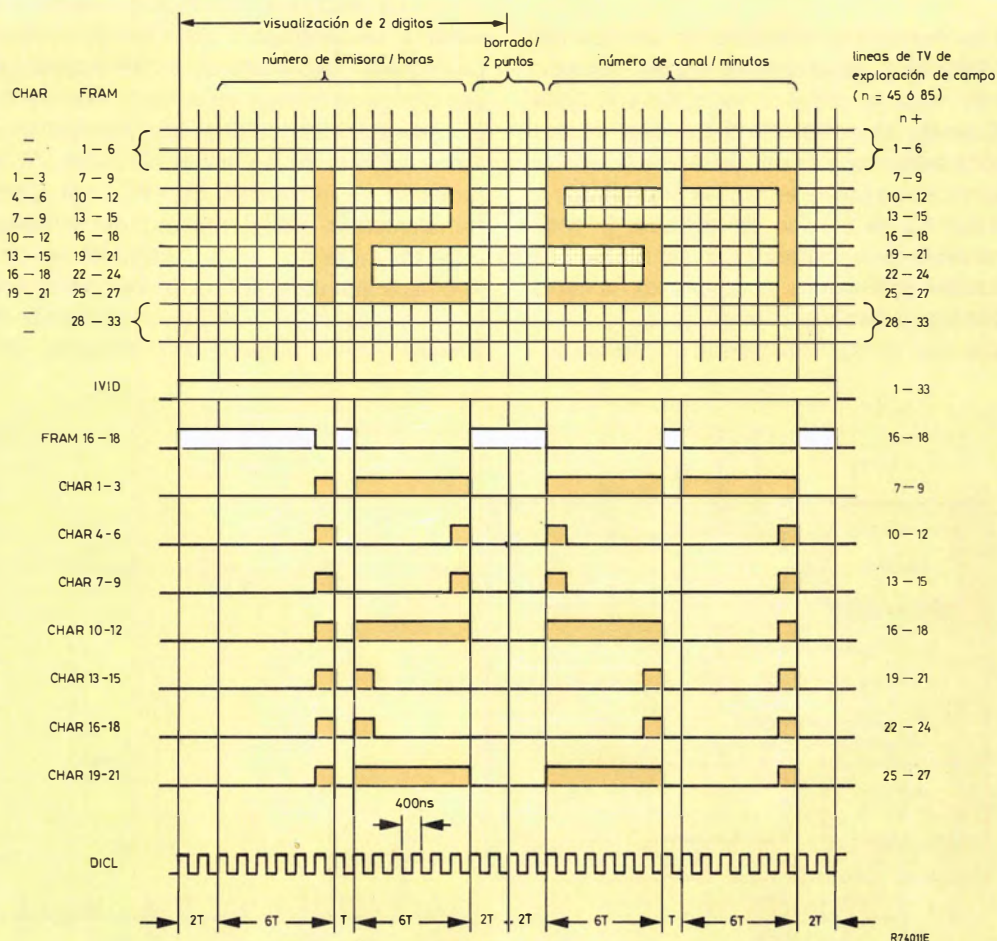 visualización de 2 digitos
número de emisora / horas
borrado /
2 puntos
número de canal / minutos
lineas de TV de
exploración de campo
( n = 45 ó 85 )
n +
CHAR FRAM
– 1 – 6 1 – 6
–
1 – 3 7 – 9 7 – 9
4 – 6 10 – 12 10 – 12
7 – 9 13 – 15 13 – 15
10 – 12 16 – 18 16 – 18
13 – 15 19 – 21 19 – 21
16 – 18 22 – 24 22 – 24
19 – 21 25 – 27 25 – 27
– 28 – 33 28 – 33
–
IVID 1 – 33
FRAM 16 – 18 16 – 18
CHAR 1 – 3 7 – 9
CHAR 4 - 6 10 – 12
CHAR 7 – 9 13 – 15
CHAR 10 -12 16 – 18
CHAR 13 - 15 19 – 21
CHAR 16 -18 22 – 24
CHAR 19 -21 25 – 27
400ns
DICL
2T 6T T 6T 2T 2T 6T T 6T 2T
R74011E